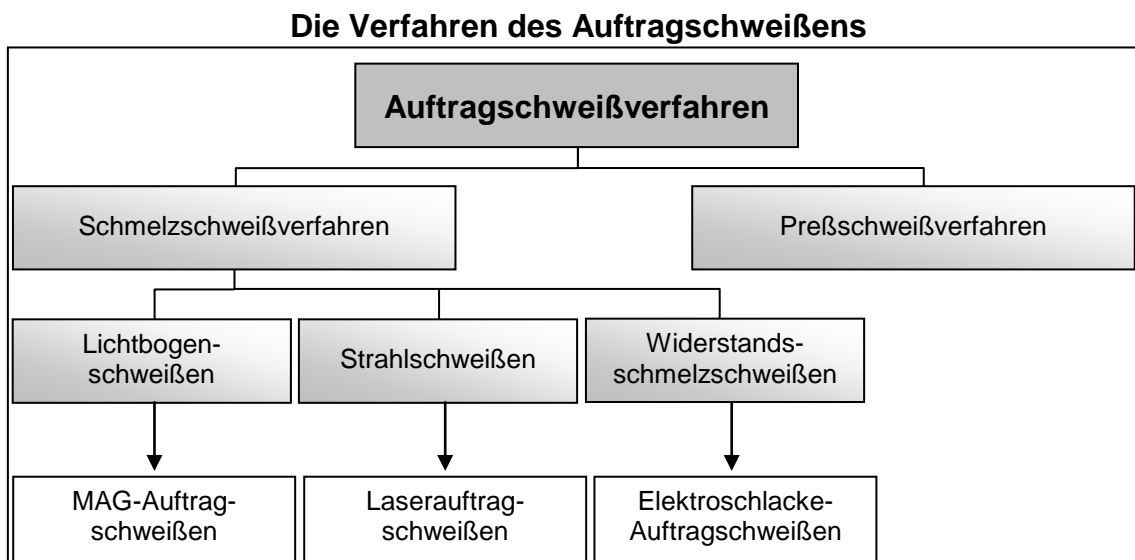 Die Verfahren des Auftragschweißens
Auftragschweißverfahren
Schmelzschweißverfahren
Preßschweißverfahren
Lichtbogen-
schweißen
Strahlschweißen
Widerstands-
schmelzschweißen
MAG-Auftrag-
schweißen
Laserauftrag-
schweißen
Elektroschlacke-
Auftragschweißen